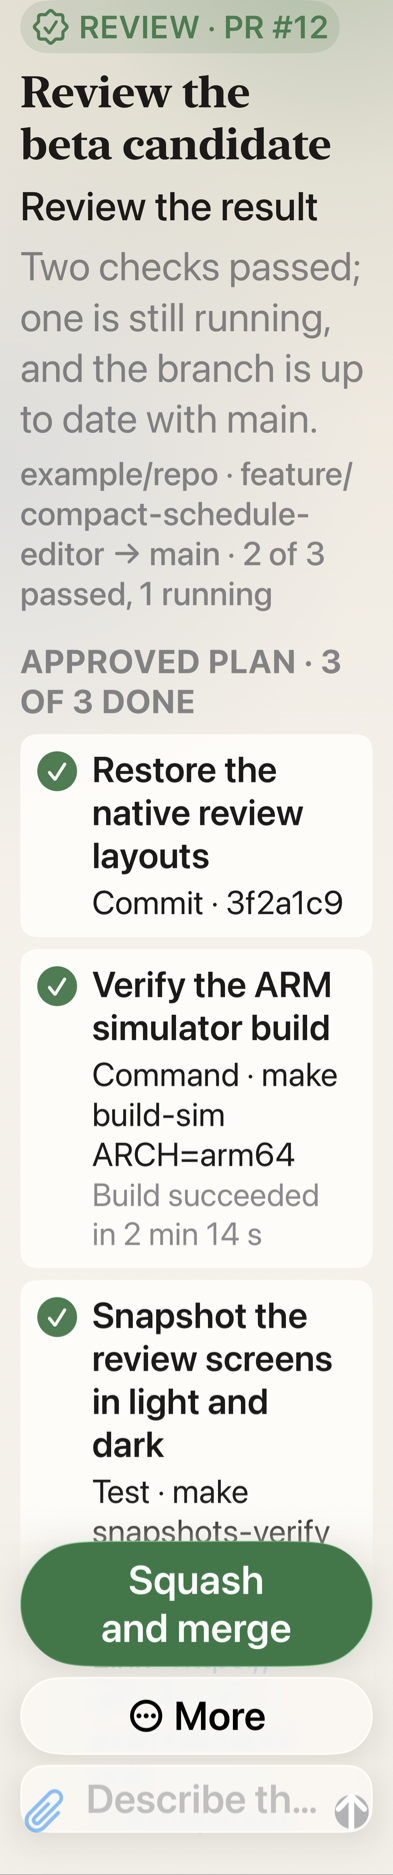 REVIEW · PR #12
Review the
beta candidate
Review the result
Two checks passed;
one is still running,
and the branch is up
to date with main.
example/repo · feature/
compact-schedule-
editor → main · 2 of 3
passed, 1 running
APPROVED PLAN · 3
OF 3 DONE
Restore the
native review
layouts
Commit · 3f2a1c9
Verify the ARM
simulator build
Command · make
build-sim
ARCH=arm64
Build succeeded
in 2 min 14 s
Snapshot the
review screens
in light and
dark
Test · make
snapshots-verify
Squash
and merge
More
Describe th...